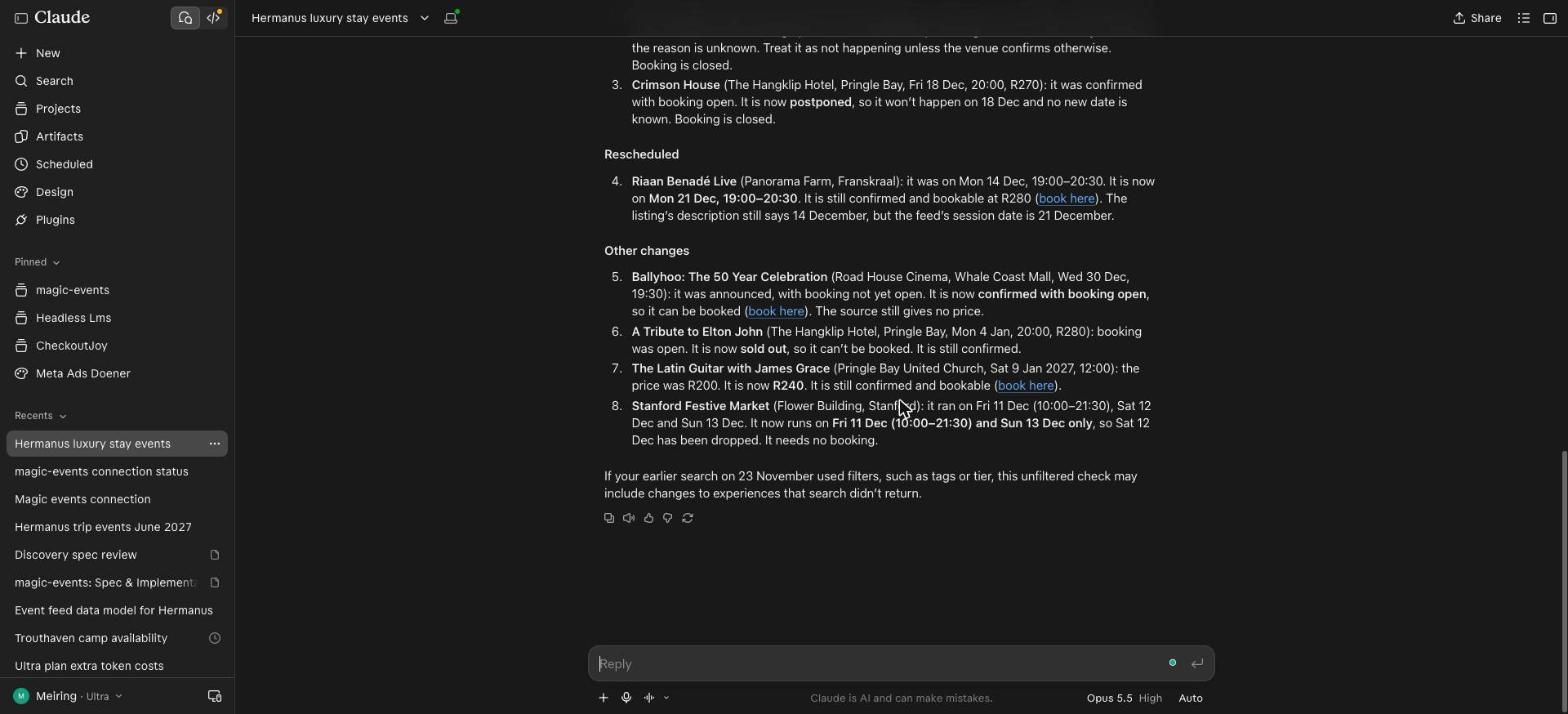 Claude
Hermanus luxury stay events
Share
New
Search
Projects
Artifacts
Scheduled
Design
Plugins
Pinned
magic-events
Headless Lms
CheckoutJoy
Meta Ads Doener
Recents
Hermanus luxury stay events
magic-events connection status
Magic events connection
Hermanus trip events June 2027
Discovery spec review
magic-events: Spec & Implement
Event feed data model for Hermanus
Trouthaven camp availability
Ultra plan extra token costs
M Meiring · Ultra
the reason is unknown. Treat it as not happening unless the venue confirms otherwise.
Booking is closed.
3. Crimson House (The Hangklip Hotel, Pringle Bay, Fri 18 Dec, 20:00, R270): it was confirmed
with booking open. It is now postponed, so it won’t happen on 18 Dec and no new date is
known. Booking is closed.
Rescheduled
4. Riaan Benadé Live (Panorama Farm, Franskraal): it was on Mon 14 Dec, 19:00–20:30. It is now
on Mon 21 Dec, 19:00–20:30. It is still confirmed and bookable at R280 (book here). The
listing’s description still says 14 December, but the feed’s session date is 21 December.
Other changes
5. Ballyhoo: The 50 Year Celebration (Road House Cinema, Whale Coast Mall, Wed 30 Dec,
19:30): it was announced, with booking not yet open. It is now confirmed with booking open,
so it can be booked (book here). The source still gives no price.
6. A Tribute to Elton John (The Hangklip Hotel, Pringle Bay, Mon 4 Jan, 20:00, R280): booking
was open. It is now sold out, so it can’t be booked. It is still confirmed.
7. The Latin Guitar with James Grace (Pringle Bay United Church, Sat 9 Jan 2027, 12:00): the
price was R200. It is now R240. It is still confirmed and bookable (book here).
8. Stanford Festive Market (Flower Building, Stanford): it ran on Fri 11 Dec (10:00–21:30), Sat 12
Dec and Sun 13 Dec. It now runs on Fri 11 Dec (10:00–21:30) and Sun 13 Dec only, so Sat 12
Dec has been dropped. It needs no booking.
If your earlier search on 23 November used filters, such as tags or tier, this unfiltered check may
include changes to experiences that search didn’t return.
Reply
Claude is AI and can make mistakes.
Opus 5.5 High Auto